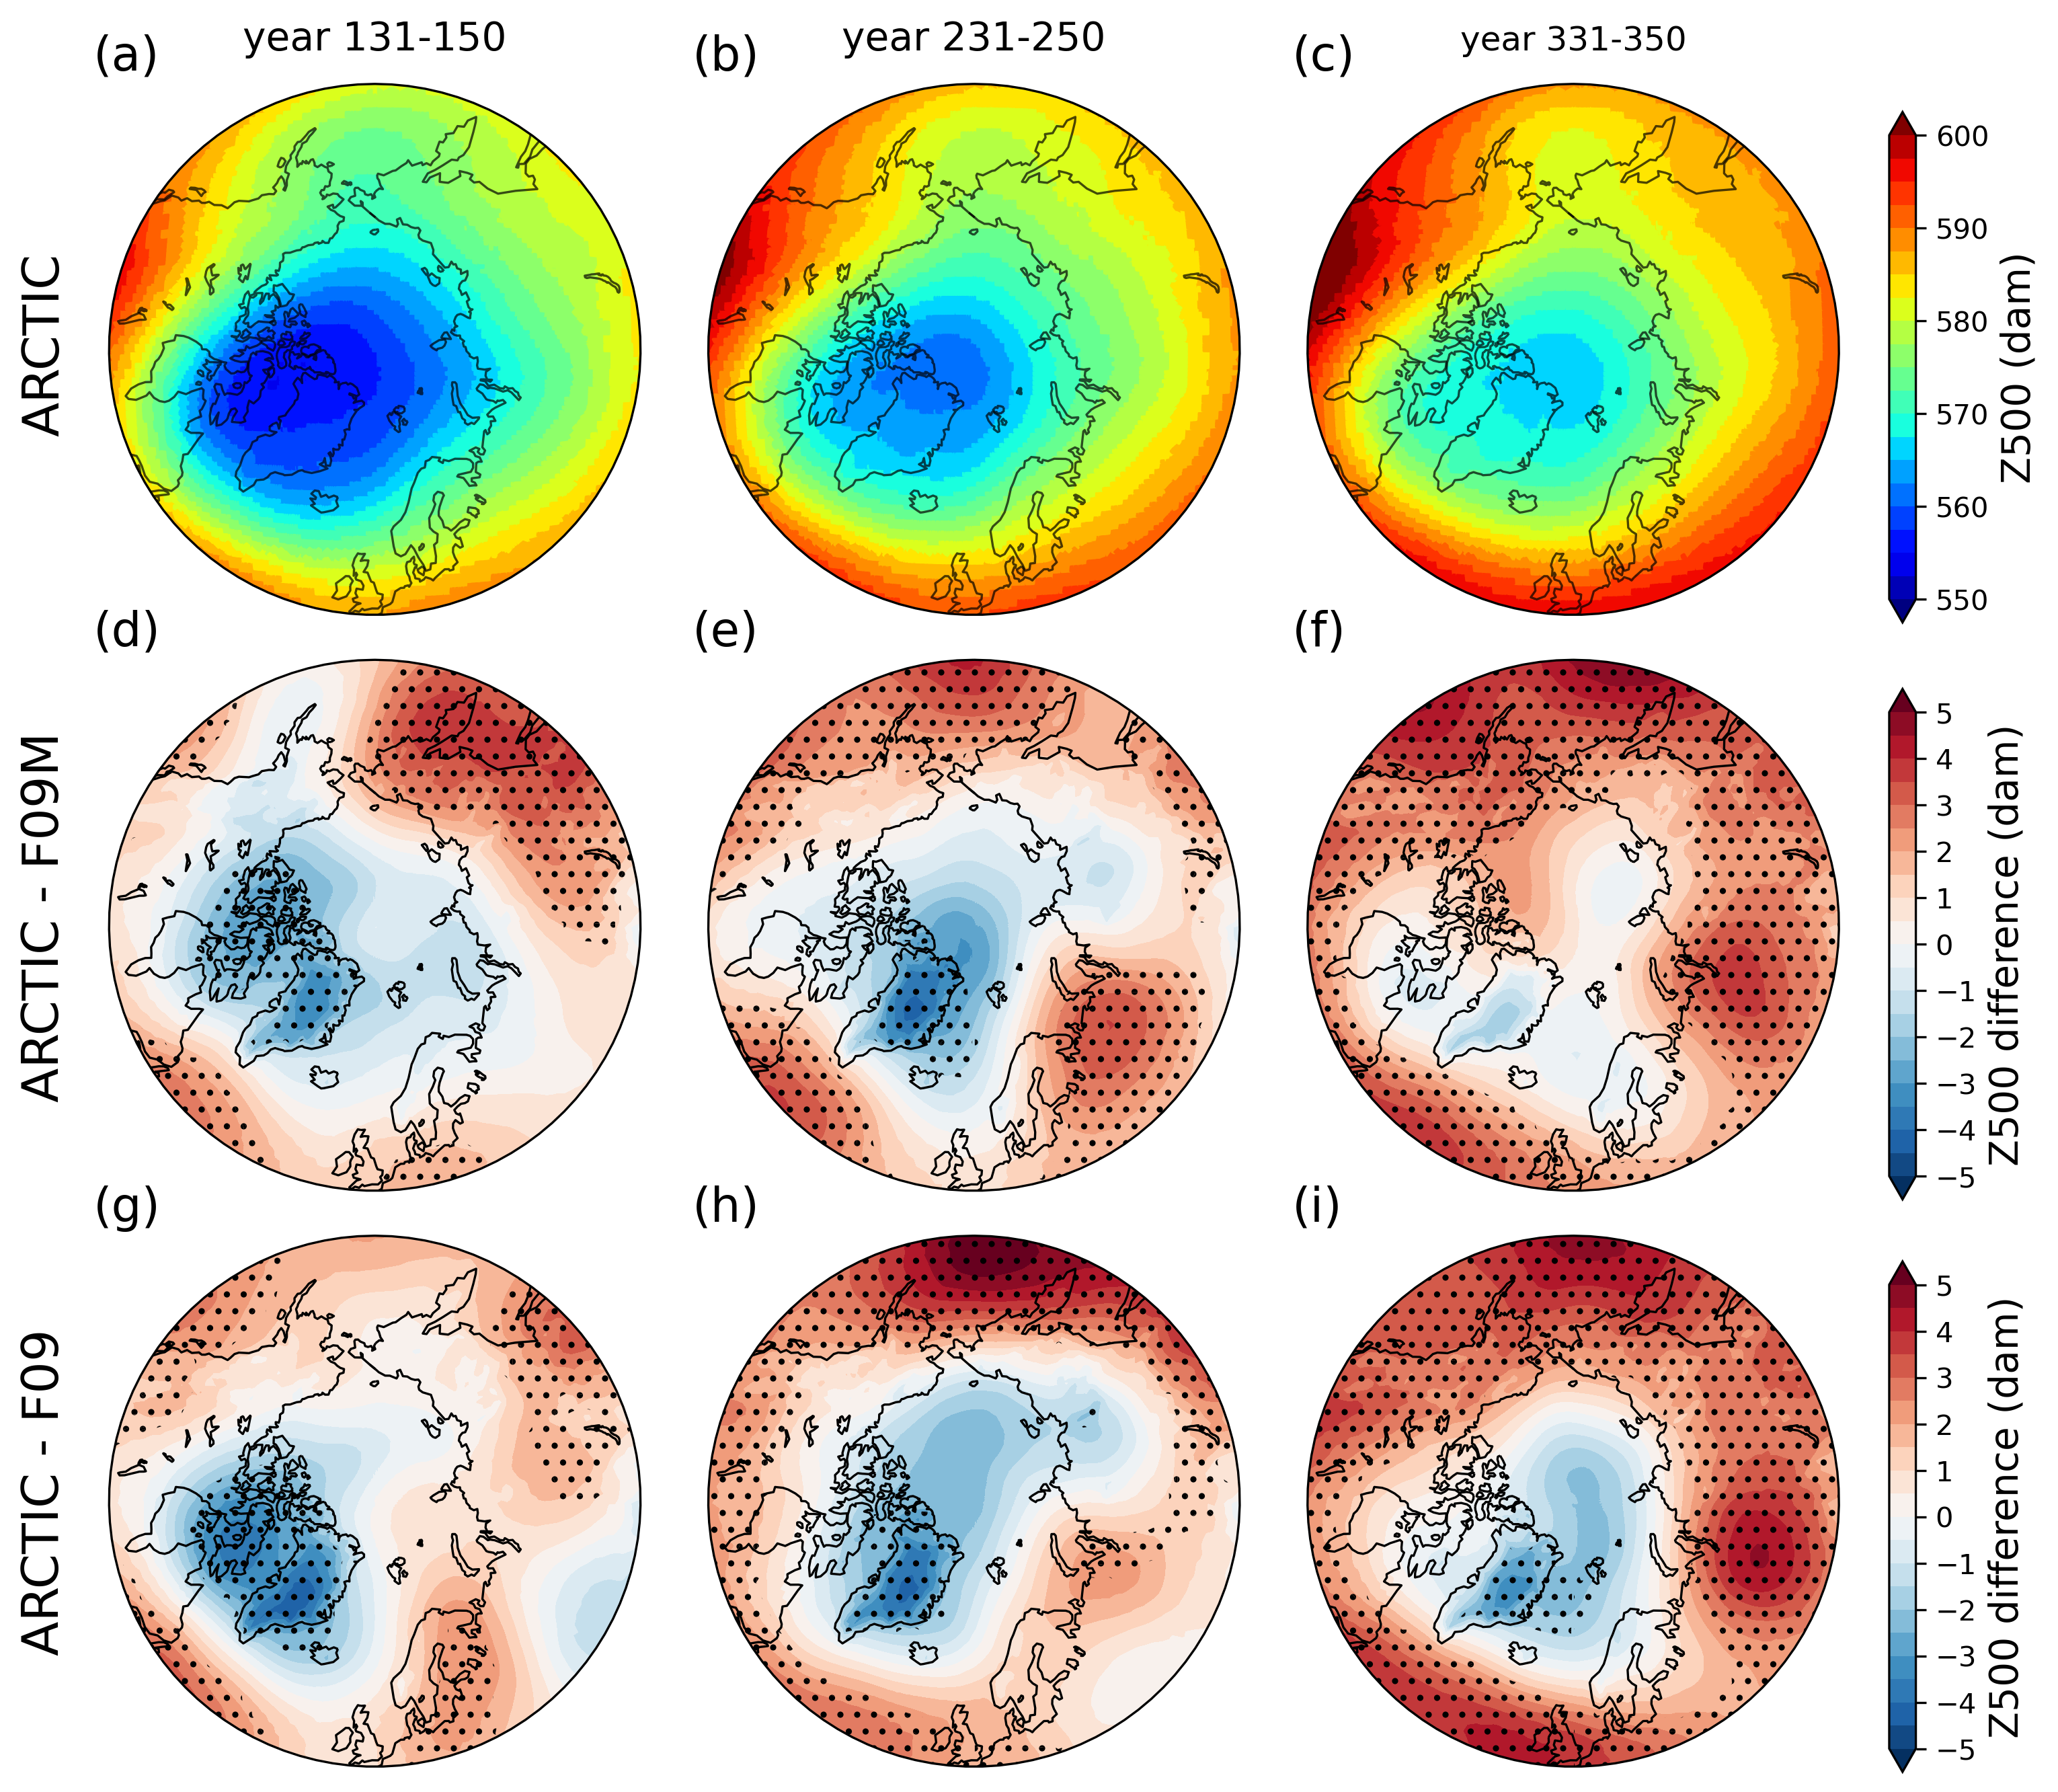 year 131-150
year 231-250
year 331-350
(a)
(b)
(c)
ARCTIC
600
590
580
570
560
550
Z500 (dam)
(d)
(e)
(f)
ARCTIC - F09M
5
4
3
2
1
0
−1
−2
−3
−4
−5
Z500 difference (dam)
(g)
(h)
(i)
ARCTIC - F09
5
4
3
2
1
0
−1
−2
−3
−4
−5
Z500 difference (dam)